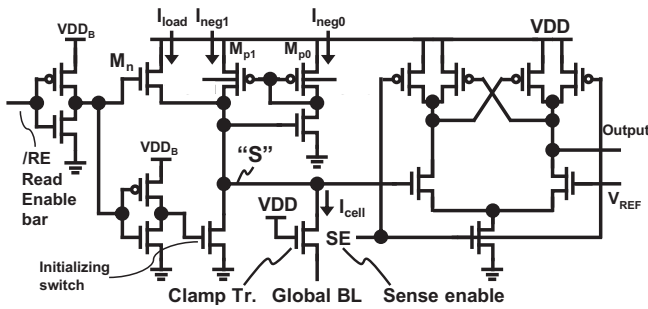 VDD_B
I_load
I_neg1
I_neg0
VDD
M_n
M_p1
M_p0
/RE
Read
Enable
bar
VDD_B
"S"
Output
VDD
I_cell
V_REF
SE
Initializing
switch
Clamp Tr.
Global BL
Sense enable